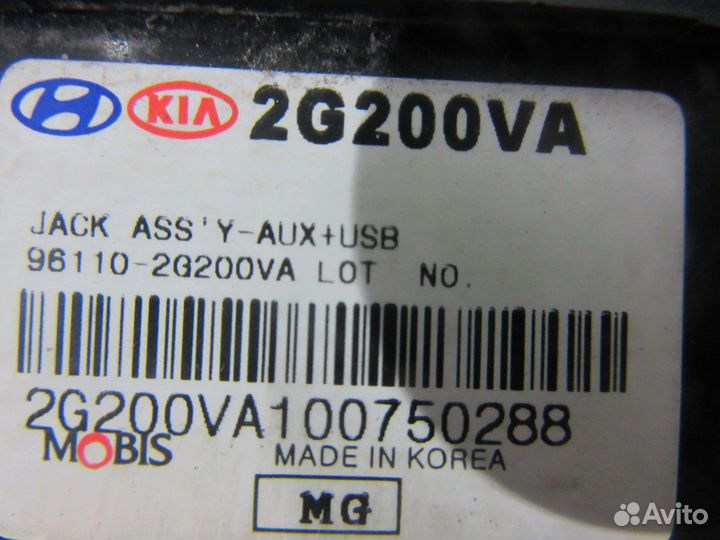 KIA 2G200VA
JACK ASS'Y-AUX+USB
96110-2G200VA LOT NO.
2G200VA100750288
MOBIS MADE IN KOREA
MG
Avito